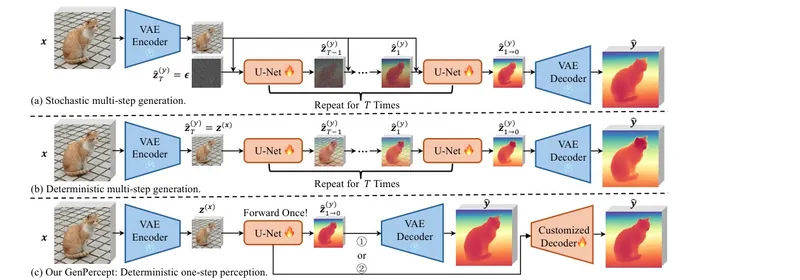 x
VAE
Encoder
ẑ_T^(y) = ϵ
U-Net
ẑ_{T−1}^(y)
...
ẑ_1^(y)
U-Net
ẑ_{1→0}^(y)
VAE
Decoder
ŷ
Repeat for T Times
(a) Stochastic multi-step generation.
x
VAE
Encoder
ẑ_T^(y) = z^(x)
U-Net
ẑ_{T−1}^(y)
...
ẑ_1^(y)
U-Net
ẑ_{1→0}^(y)
VAE
Decoder
ŷ
Repeat for T Times
(b) Deterministic multi-step generation.
x
VAE
Encoder
z^(x)
Forward Once!
U-Net
ẑ_{1→0}^(y)
①
or
②
VAE
Decoder
ŷ
Customized
Decoder
ŷ
(c) Our GenPercept: Deterministic one-step perception.